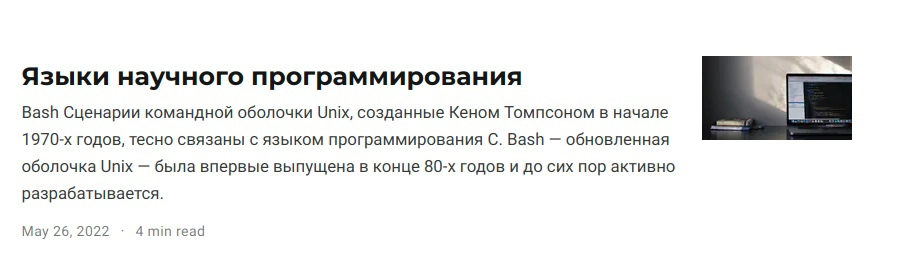 Языки научного программирования
Bash Сценарии командной оболочки Unix, созданные Кеном Томпсоном в начале
1970-х годов, тесно связаны с языком программирования C. Bash — обновленная
оболочка Unix — была впервые выпущена в конце 80-х годов и до сих пор активно
разрабатывается.
May 26, 2022 · 4 min read